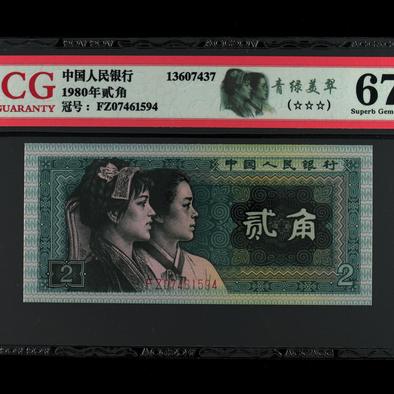 CG
GUARANTY
中国人民银行
1980年贰角
冠号：FZ07461594
13607437
青绿美翠
(☆☆☆)
67
Superb Gem
中国人民银行
贰角
FZ07461594
2
2